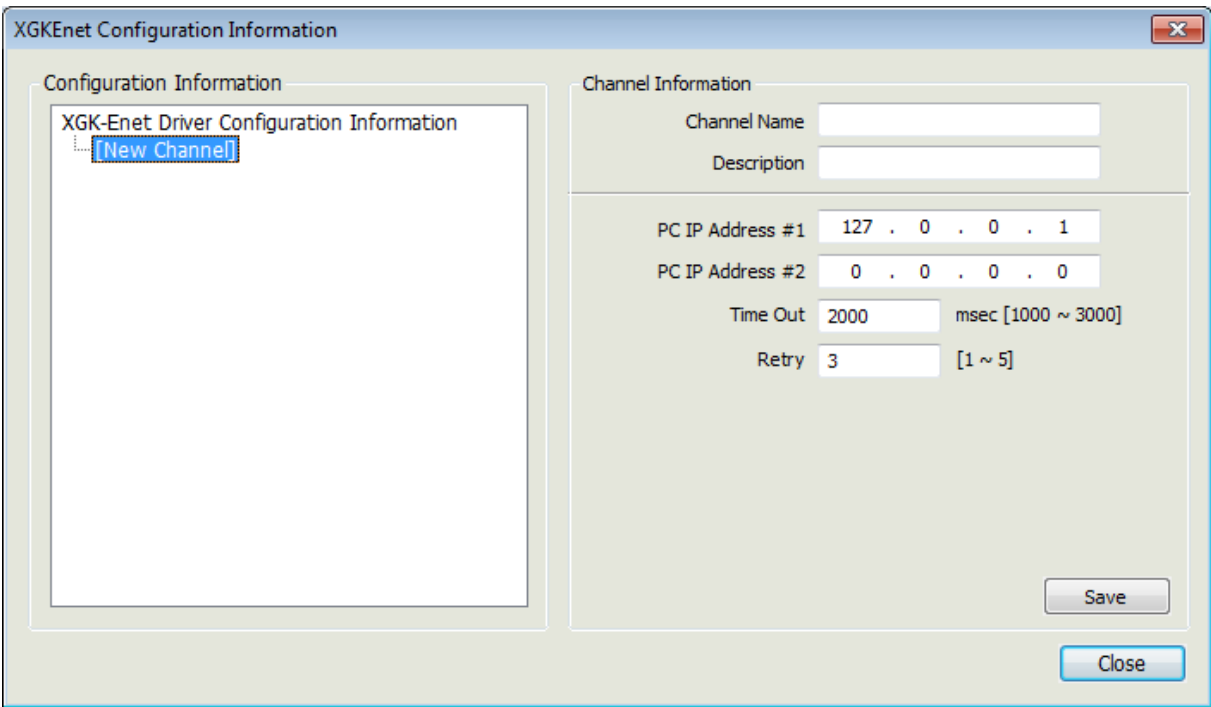 XGKEnet Configuration Information
Configuration Information
XGK-Enet Driver Configuration Information
[New Channel]
Channel Information
Channel Name
Description
PC IP Address #1 127 . 0 . 0 . 1
PC IP Address #2 0 . 0 . 0 . 0
Time Out 2000 msec [1000 ~ 3000]
Retry 3 [1 ~ 5]
Save
Close